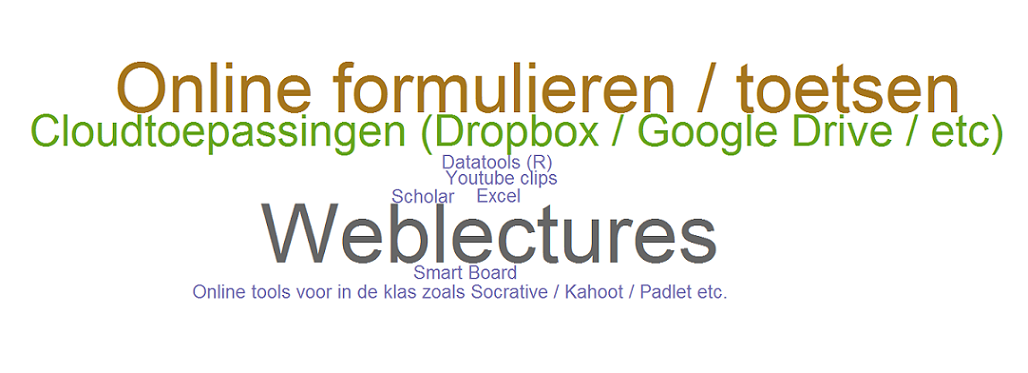 Online formulieren / toetsen
Cloudtoepassingen (Dropbox / Google Drive / etc)
Datatools (R)
Youtube clips
Scholar Excel
Weblectures
Smart Board
Online tools voor in de klas zoals Socrative / Kahoot / Padlet etc.